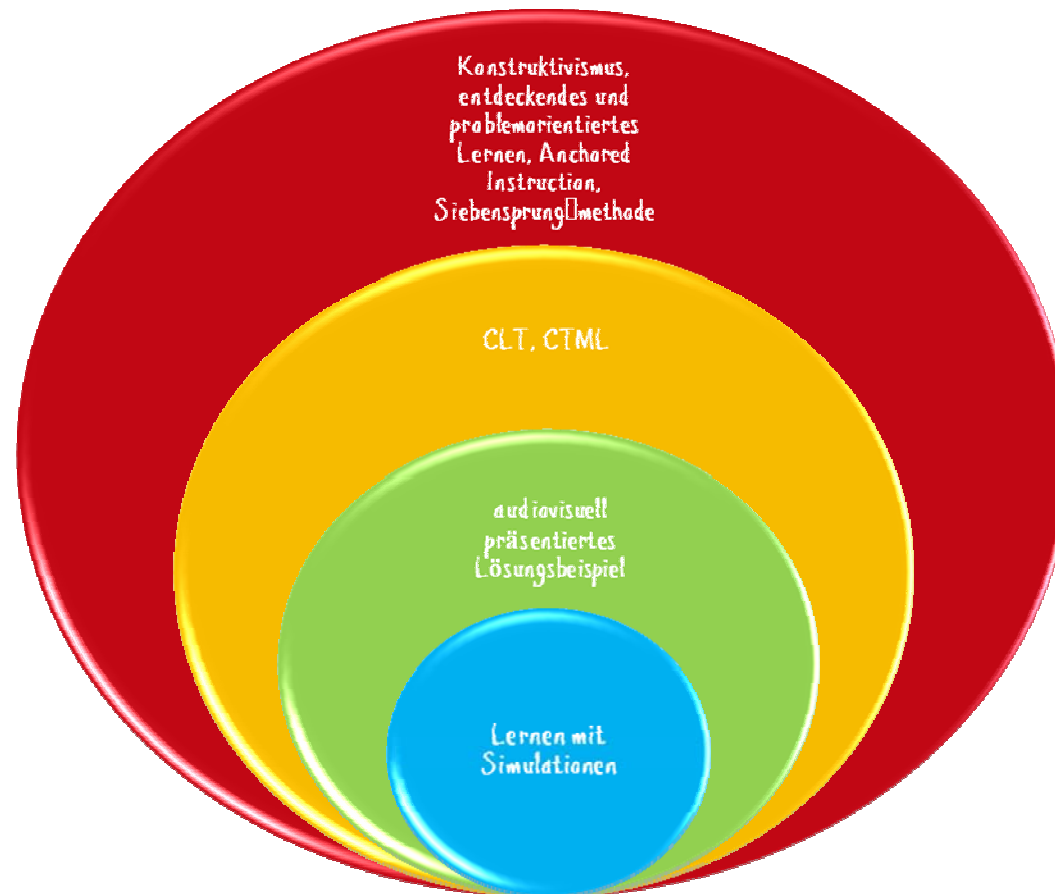 Konstruktivismus,
entdeckendes und
problemorientiertes
Lernen, Anchored
Instruction,
Siebensprung▯methode
CLT, CTML
audiovisuell
präsentiertes
Lösungsbeispiel
Lernen mit
Simulationen